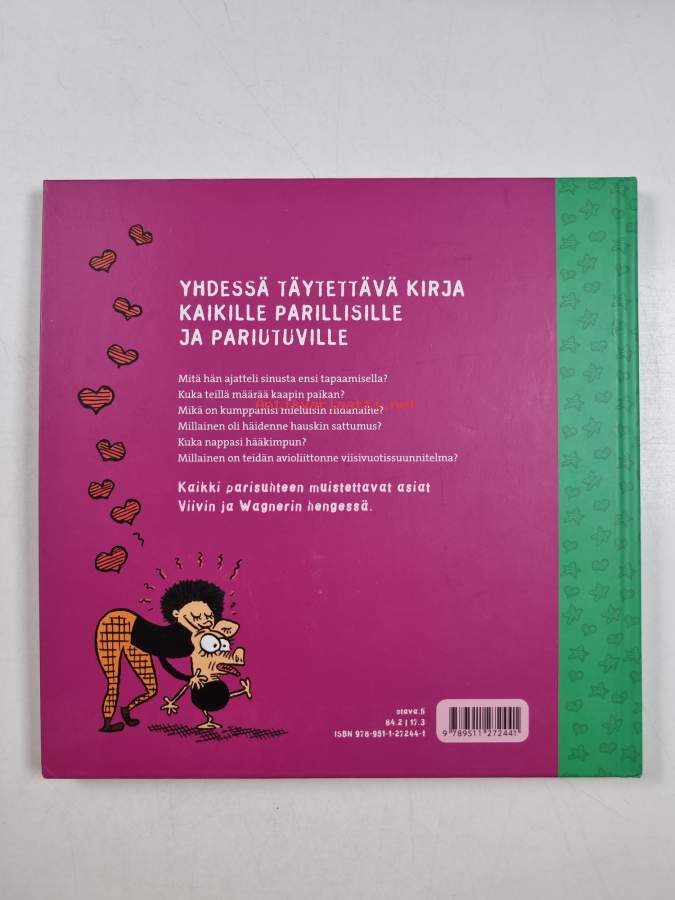 YHDESSÄ TÄYTETTÄVÄ KIRJA
KAIKILLE PARILLISILLE
JA PARIUTUVILLE
Mitä hän ajatteli sinusta ensi tapaamisella?
Kuka teillä määrää kaapin paikan?
Antikvariaatti.net
Mikä on kumppanisi mieluisin riidanaihe?
Millainen oli häidenne hauskin sattumus?
Kuka nappasi hääkimpun?
Millainen on teidän avioliittonne viisivuotissuunnitelma?
Kaikki parisuhteen muistettavat asiat
Viivin ja Wagnerin hengessä.
otava.fi
84.2 | 17.3
ISBN 978-951-1-27244-1
9 789511 272441